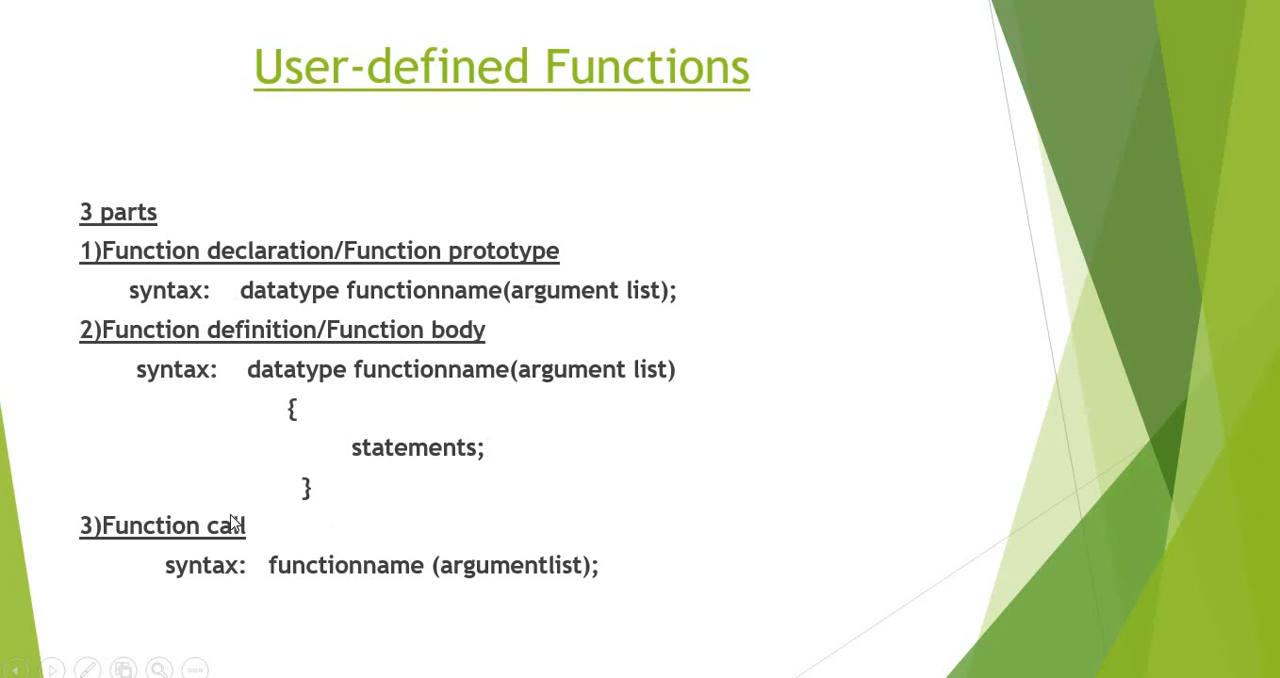 User-defined Functions
3 parts
1)Function declaration/Function prototype
syntax: datatype functionname(argument list);
2)Function definition/Function body
syntax: datatype functionname(argument list)
{
statements;
}
3)Function call
syntax: functionname (argumentlist);